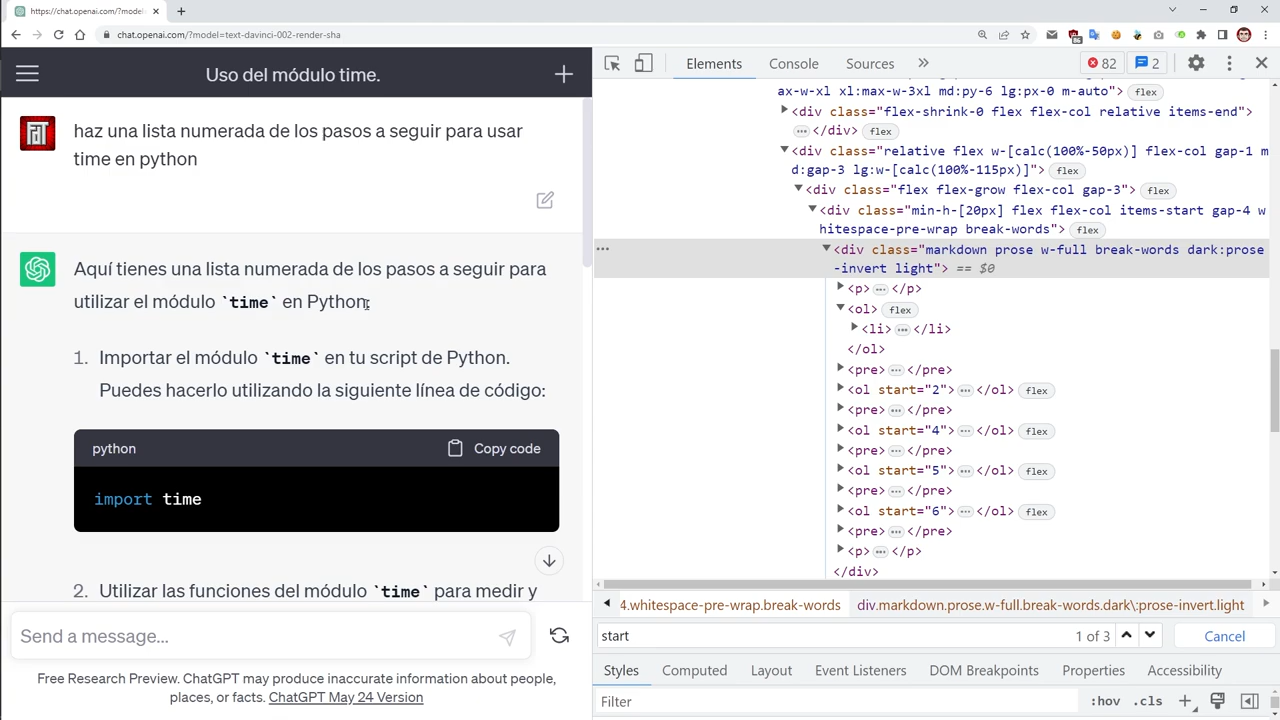 https://chat.openai.com/?model-
chat.openai.com/?model=text-davinci-002-render-sha
Uso del módulo time.
haz una lista numerada de los pasos a seguir para usar
time en python
Aquí tienes una lista numerada de los pasos a seguir para
utilizar el módulo `time` en Python:
1. Importar el módulo `time` en tu script de Python.
Puedes hacerlo utilizando la siguiente línea de código:
python
Copy code
import time
2. Utilizar las funciones del módulo `time` para medir y
Send a message...
Free Research Preview. ChatGPT may produce inaccurate information about people,
places, or facts. ChatGPT May 24 Version
Elements Console Sources » 82 2
ax-w-xl xl:max-w-3xl md:py-6 lg:px-0 m-auto"> flex
<div class="flex-shrink-0 flex flex-col relative items-end">
… </div> flex
<div class="relative flex w-[calc(100%-50px)] flex-col gap-1 m
d:gap-3 lg:w-[calc(100%-115px)]"> flex
<div class="flex flex-grow flex-col gap-3"> flex
<div class="min-h-[20px] flex flex-col items-start gap-4 w
hitespace-pre-wrap break-words"> flex
<div class="markdown prose w-full break-words dark:prose
-invert light"> == $0
<p> … </p>
<ol> flex
<li> … </li>
</ol>
<pre> … </pre>
<ol start="2"> … </ol> flex
<pre> … </pre>
<ol start="4"> … </ol> flex
<pre> … </pre>
<ol start="5"> … </ol> flex
<pre> … </pre>
<ol start="6"> … </ol> flex
<pre> … </pre>
<p> … </p>
</div>
4.whitespace-pre-wrap.break-words div.markdown.prose.w-full.break-words.dark\:prose-invert.light
start 1 of 3 Cancel
Styles Computed Layout Event Listeners DOM Breakpoints Properties Accessibility
Filter :hov .cls